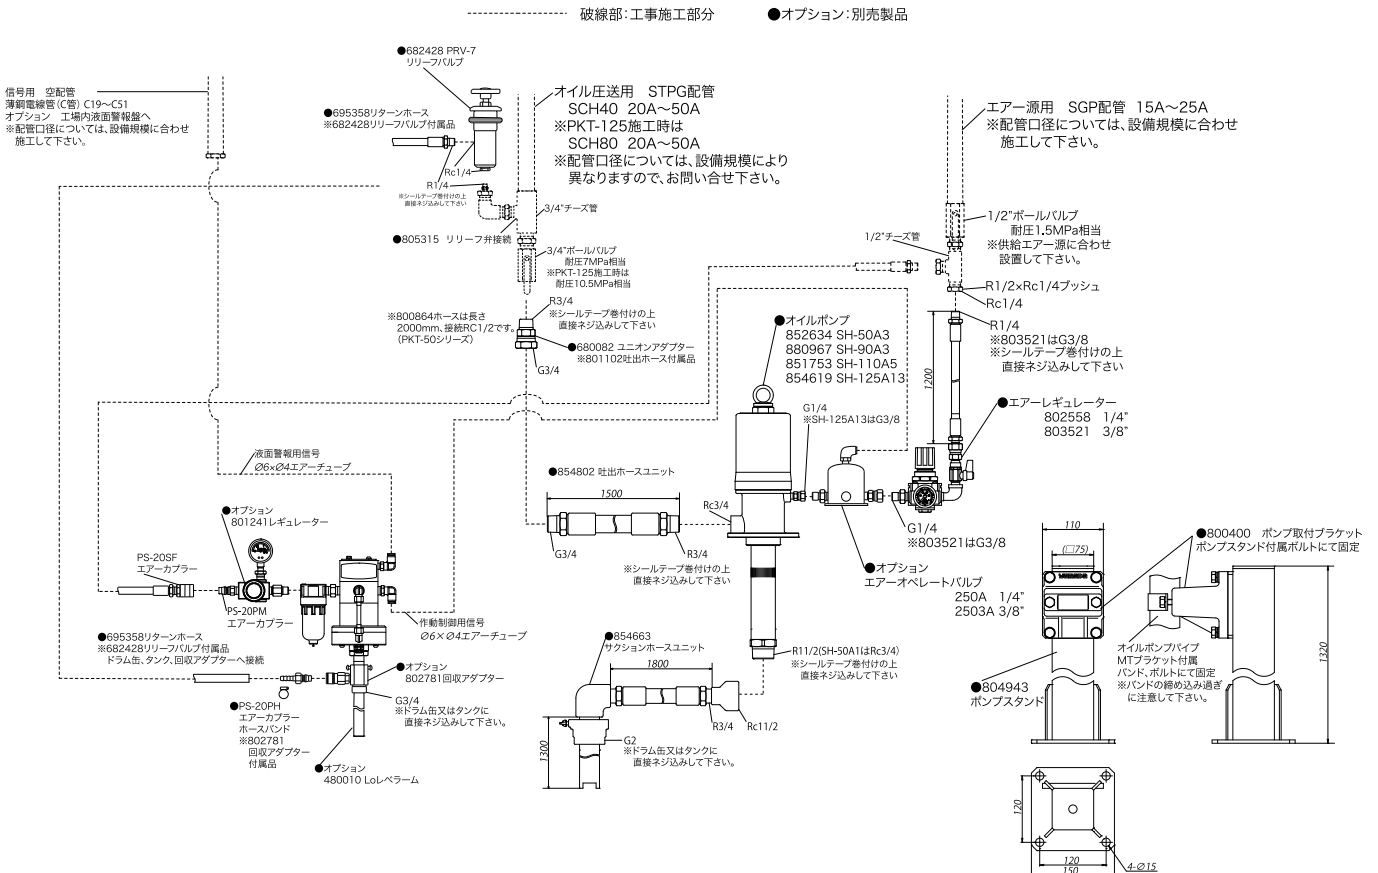 破線部：工事施工部分
●オプション：別売製品
●682428 PRV-7
リリーフバルブ
信号用　空配管
薄鋼電線管（C管）C19〜C51
オプション　工場内液面警報盤へ
※配管口径については、設備規模に合わせ
施工して下さい。
●695358リターンホース
※682428リリーフバルブ付属品
Rc1/4
R1/4
※シールテープ巻付けの上
直接ネジ込みして下さい
オイル圧送用　STPG配管
SCH40 20A〜50A
※PKT-125施工時は
SCH80 20A〜50A
※配管口径については、設備規模により
異なりますので、お問い合せ下さい。
エアー源用　SGP配管 15A〜25A
※配管口径については、設備規模に合わせ
施工して下さい。
3/4"チーズ管
●805315 リリーフ弁接続
3/4"ボールバルブ
耐圧7MPa相当
※PKT-125施工時は
耐圧10.5MPa相当
1/2"ボールバルブ
耐圧1.5MPa相当
※供給エアー源に合わせ
設置して下さい。
1/2"チーズ管
R1/2×Rc1/4ブッシュ
Rc1/4
R3/4
※シールテープ巻付けの上
直接ネジ込みして下さい
※800864ホースは長さ
2000mm、接続RC1/2です。
（PKT-50シリーズ）
●680082 ユニオンアダプター
※801102吐出ホース付属品
G3/4
●オイルポンプ
852634 SH-50A3
880967 SH-90A3
851753 SH-110A5
854619 SH-125A13
R1/4
※803521はG3/8
※シールテープ巻付けの上
直接ネジ込みして下さい
1200
G1/4
※SH-125A13はG3/8
●エアーレギュレーター
802558 1/4"
803521 3/8"
液面警報用信号
Ø6×Ø4エアーチューブ
●854802 吐出ホースユニット
1500
G3/4
R3/4
※シールテープ巻付けの上
直接ネジ込みして下さい
Rc3/4
●オプション
801241レギュレーター
G1/4
※803521はG3/8
●オプション
エアーオペレートバルブ
250A 1/4"
2503A 3/8"
110
(□75)
●800400 ポンプ取付ブラケット
ポンプスタンド付属ボルトにて固定
PS-20SF
エアーカプラー
PS-20PM
エアーカプラー
作動制御用信号
Ø6×Ø4エアーチューブ
●695358リターンホース
※682428リリーフバルブ付属品
ドラム缶、タンク、回収アダプターへ接続
●オプション
802781回収アダプター
G3/4
※ドラム缶又はタンクに
直接ネジ込みして下さい。
●PS-20PH
エアーカプラー
ホースバンド
※802781
回収アダプター
付属品
●オプション
480010 Loレベラーム
●854663
サクションホースユニット
1800
R11/2(SH-50A1はRc3/4)
※シールテープ巻付けの上
直接ネジ込みして下さい
R3/4
Rc11/2
1300
G2
※ドラム缶又はタンクに
直接ネジ込みして下さい。
オイルポンプパイプ
MTブラケット付属
バンド、ボルトにて固定
※バンドの締め込み過ぎ
に注意して下さい。
1320
●804943
ポンプスタンド
120
120
150
4-Ø15